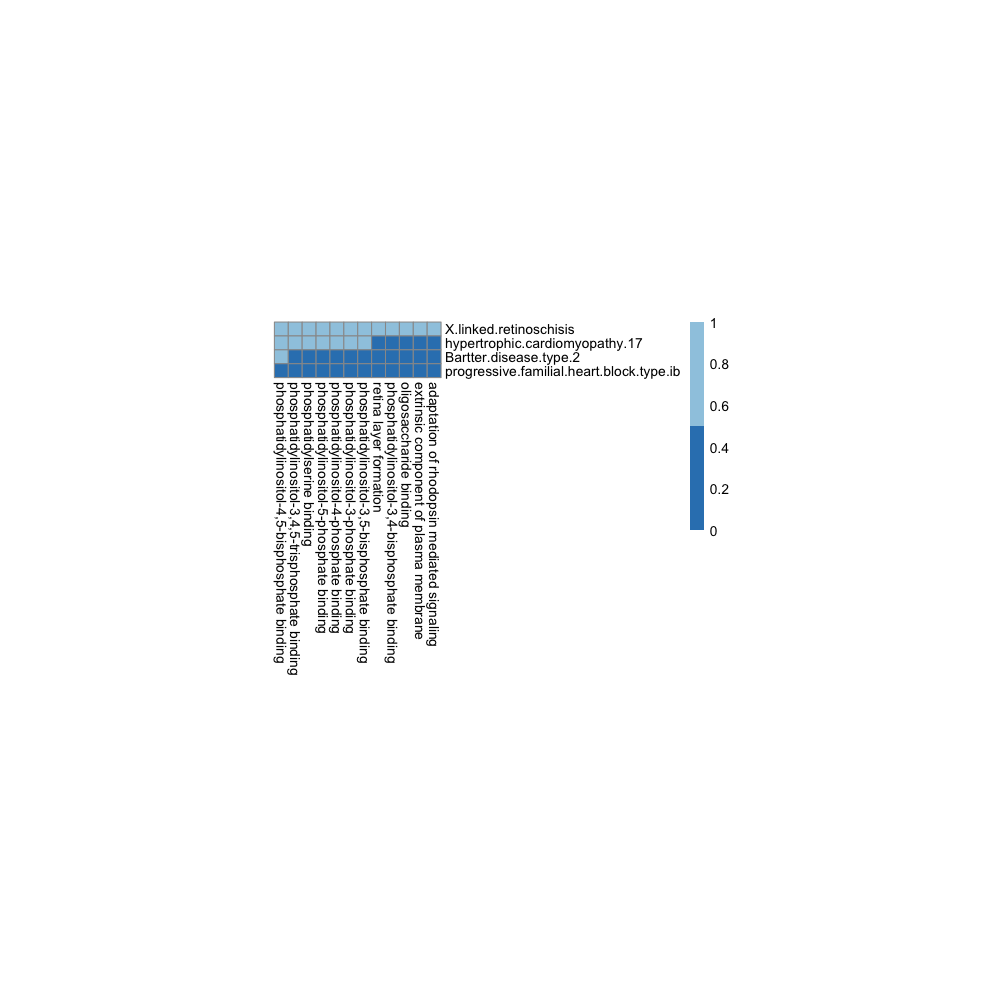 X.linked.retinoschisis
hypertrophic.cardiomyopathy.17
Bartter.disease.type.2
progressive.familial.heart.block.type.ib
phosphatidylinositol-4,5-bisphosphate binding
phosphatidylinositol-3,4,5-trisphosphate binding
phosphatidylserine binding
phosphatidylinositol-5-phosphate binding
phosphatidylinositol-4-phosphate binding
phosphatidylinositol-3-phosphate binding
phosphatidylinositol-3,5-bisphosphate binding
retina layer formation
phosphatidylinositol-3,4-bisphosphate binding
oligosaccharide binding
extrinsic component of plasma membrane
adaptation of rhodopsin mediated signaling
1
0.8
0.6
0.4
0.2
0